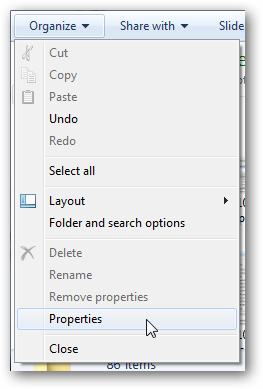 Organize Share with Slide
Cut
Copy
Paste
Undo
Redo
Select all
Layout
Folder and search options
Delete
Rename
Remove properties
Properties
Close
86 items